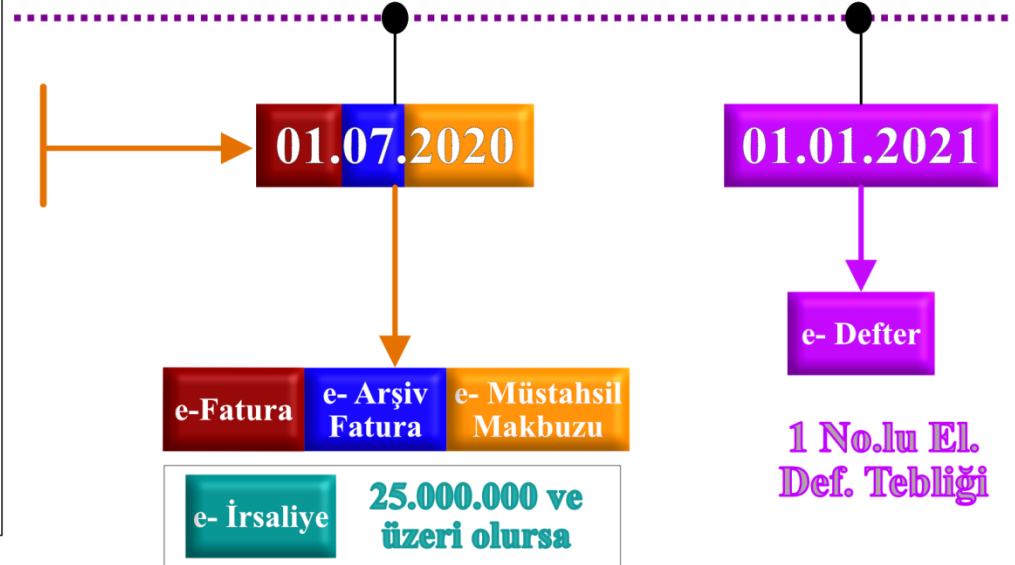 01.07.2020
01.01.2021
e- Defter
e-Fatura
e- Arşiv
Fatura
e- Müstahsil
Makbuzu
1 No.lu El.
Def. Tebliği
e- İrsaliye
25.000.000 ve
üzeri olursa